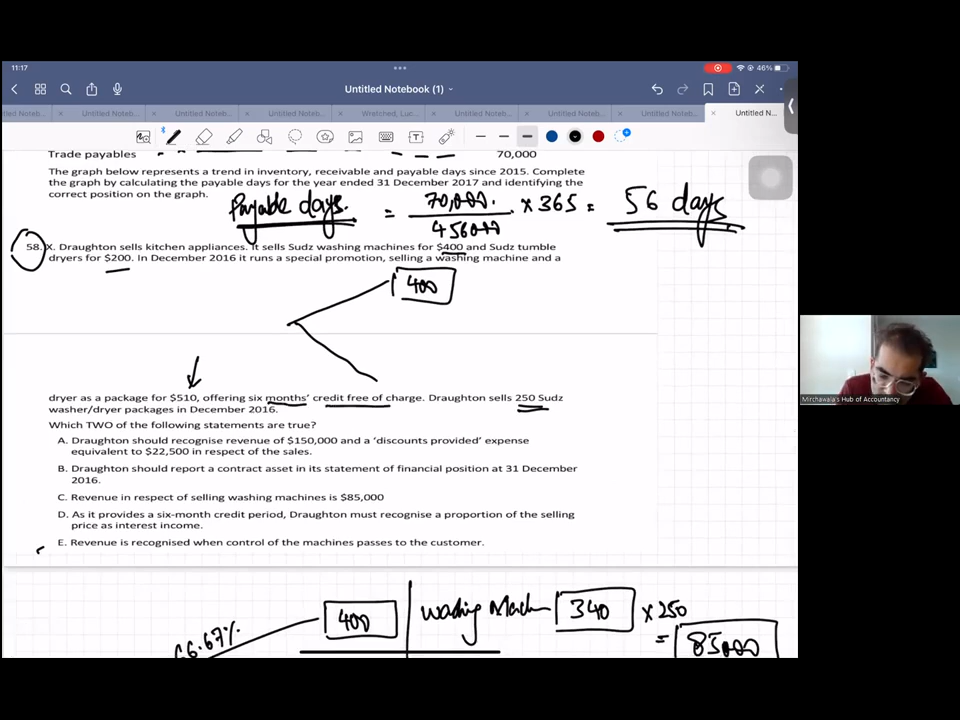 11:17
46%
Untitled Notebook (1)
Untitled Noteb...
Untitled Noteb...
Untitled Noteb...
Wretched, Luc...
Untitled Noteb...
Untitled Noteb...
Untitled N...
Trade payables
70,000
The graph below represents a trend in inventory, receivable and payable days since 2015. Complete
the graph by calculating the payable days for the year ended 31 December 2017 and identifying the
correct position on the graph.
Payable days. = 70,000. / 456000 × 365 = 56 days
58. X. Draughton sells kitchen appliances. It sells Sudz washing machines for $400 and Sudz tumble
dryers for $200. In December 2016 it runs a special promotion, selling a washing machine and a
400
dryer as a package for $510, offering six months' credit free of charge. Draughton sells 250 Sudz
washer/dryer packages in December 2016.
Which TWO of the following statements are true?
A. Draughton should recognise revenue of $150,000 and a 'discounts provided' expense
equivalent to $22,500 in respect of the sales.
B. Draughton should report a contract asset in its statement of financial position at 31 December
2016.
C. Revenue in respect of selling washing machines is $85,000
D. As it provides a six-month credit period, Draughton must recognise a proportion of the selling
price as interest income.
E. Revenue is recognised when control of the machines passes to the customer.
66.67%
400
340 × 250
= 85000
Mirchawala's Hub of Accountancy